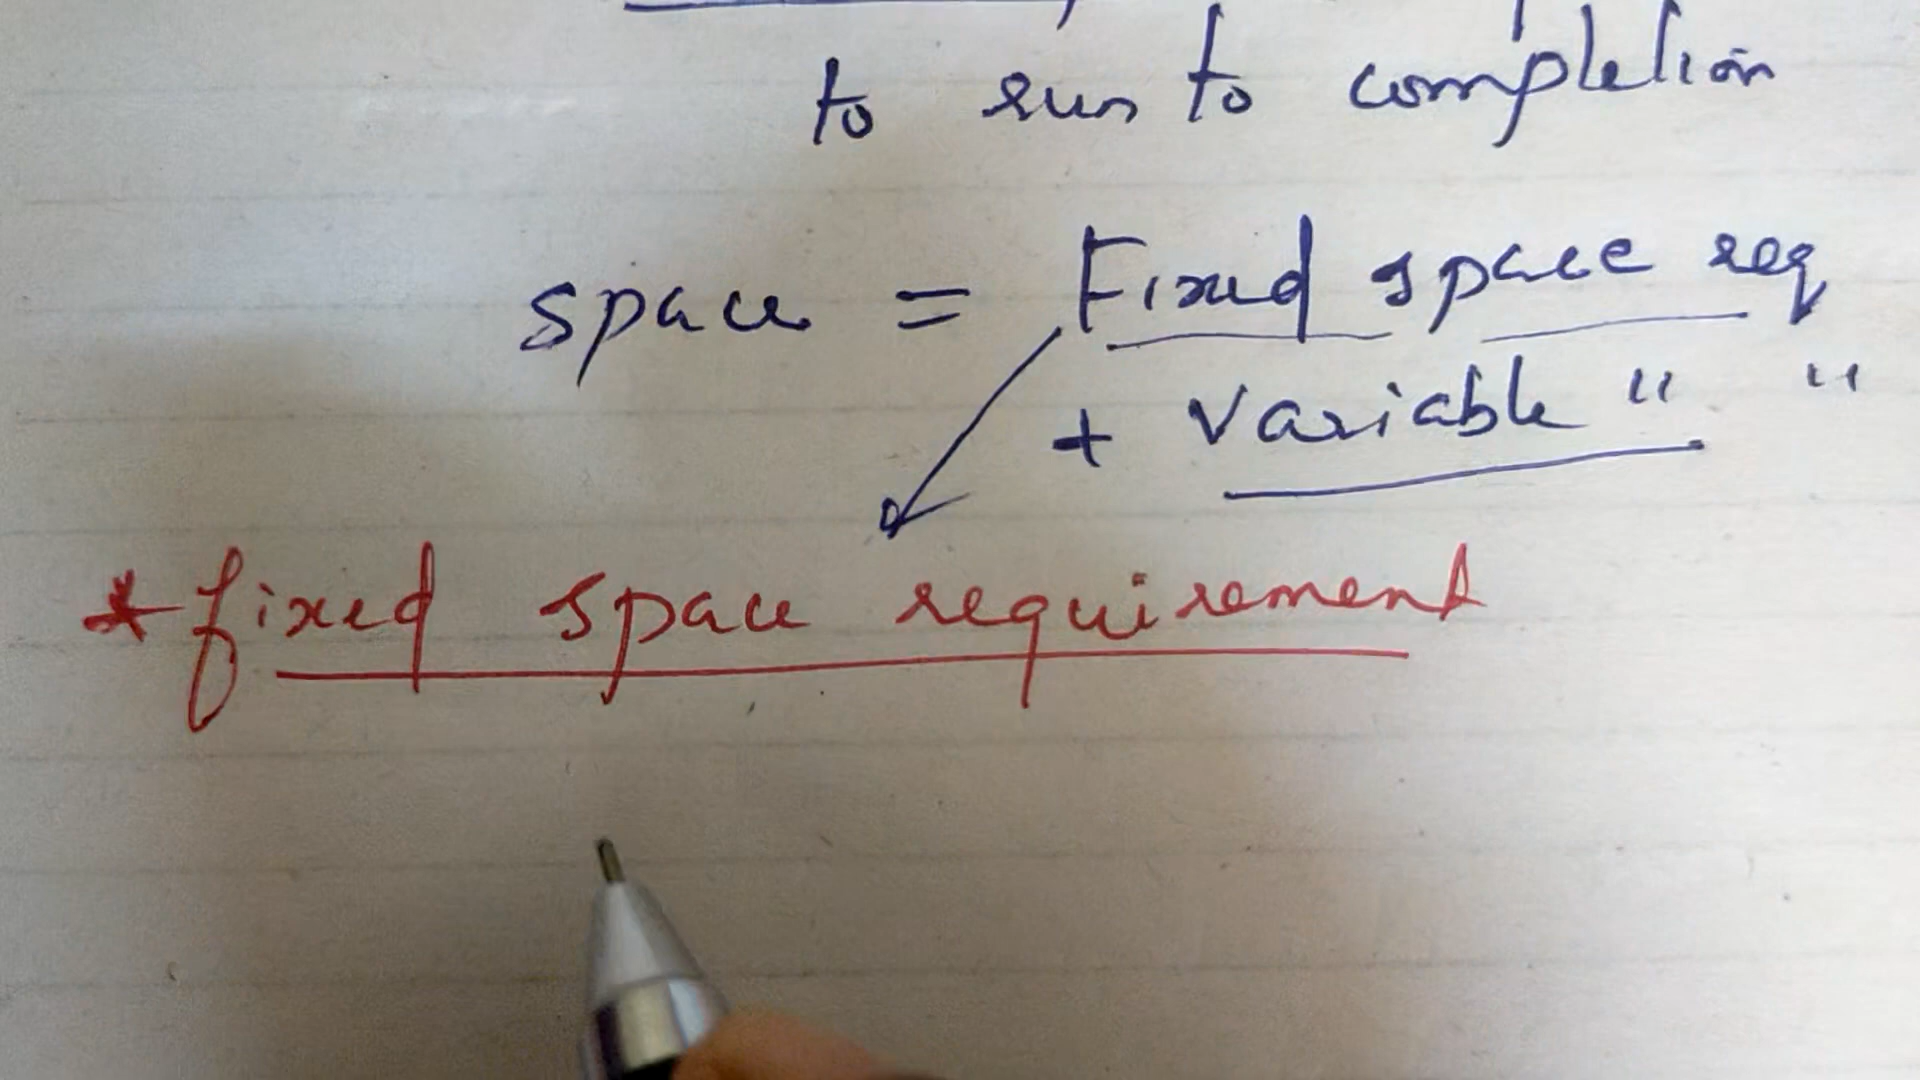 to run to completion
space = Fixed space req
+ Variable " "
* fixed space requirement